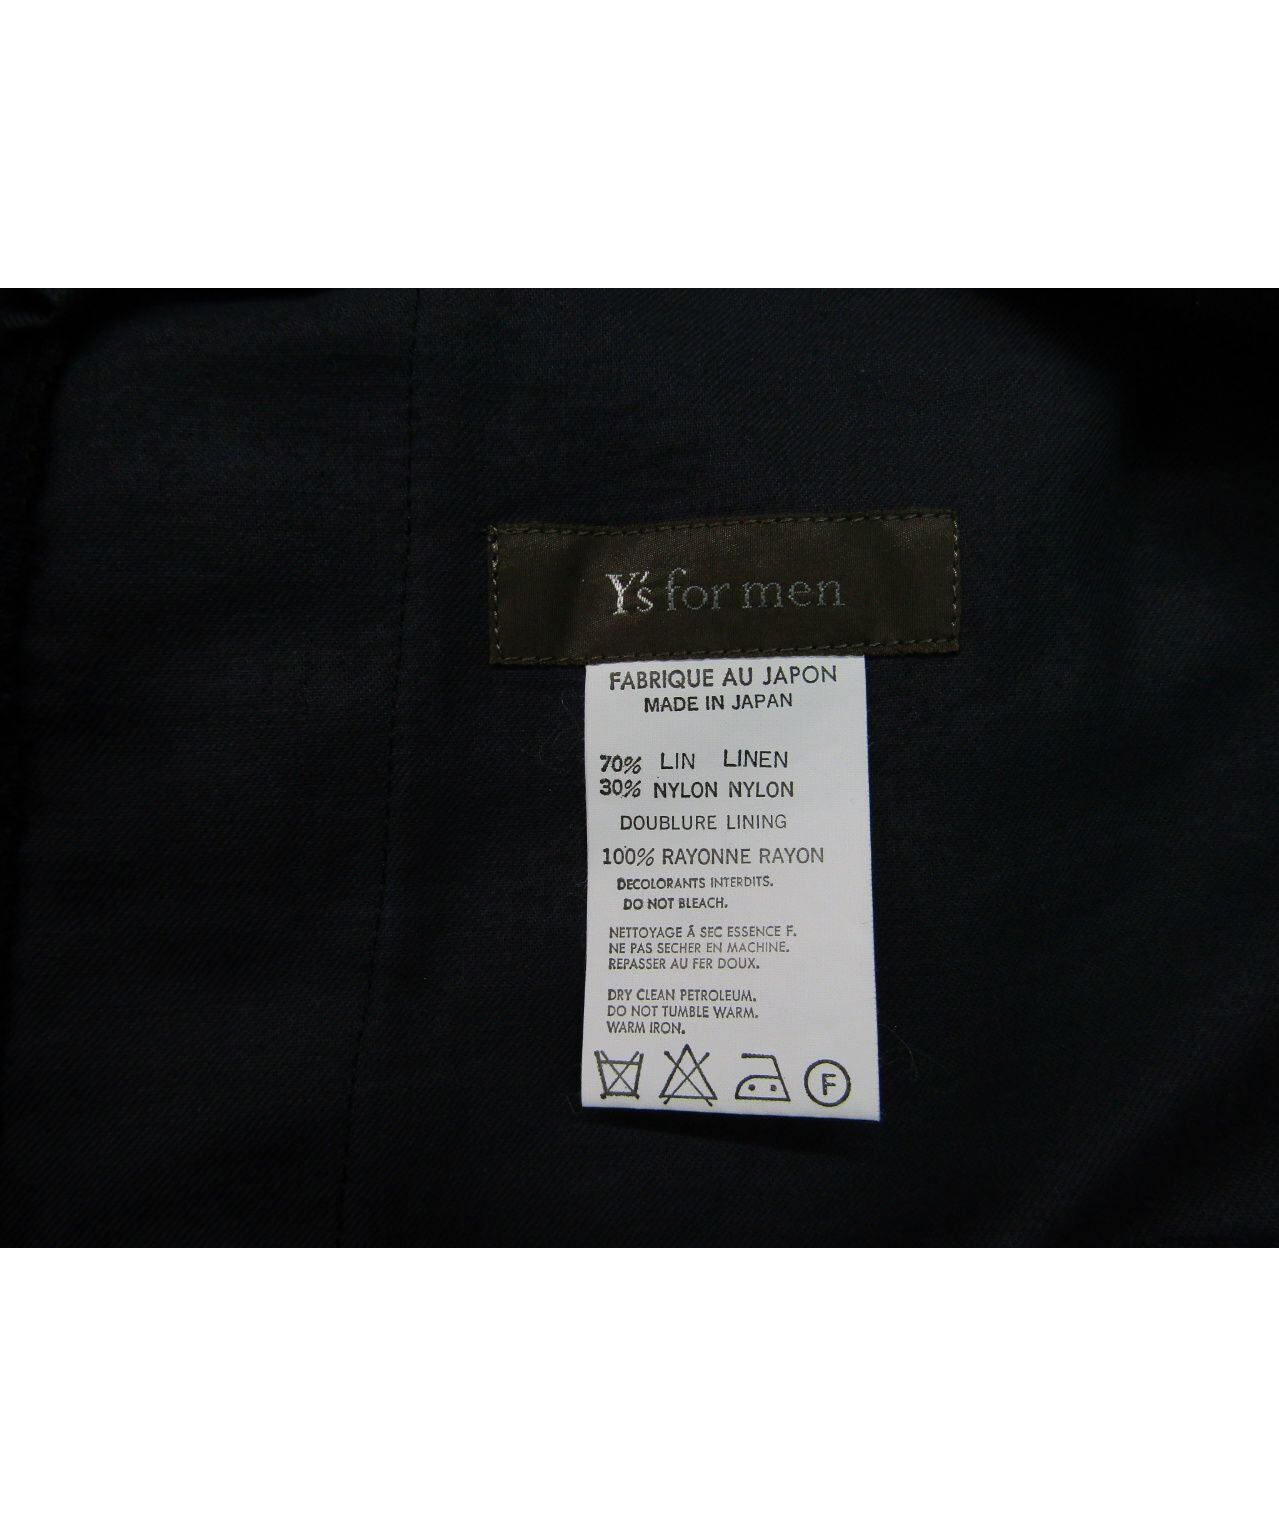 Y's for men
FABRIQUE AU JAPON
MADE IN JAPAN
70% LIN LINEN
30% NYLON NYLON
DOUBLURE LINING
100% RAYONNE RAYON
DECOLORANTS INTERDITS.
DO NOT BLEACH.
NETTOYAGE Á SEC ESSENCE F.
NE PAS SECHER EN MACHINE.
REPASSER AU FER DOUX.
DRY CLEAN PETROLEUM.
DO NOT TUMBLE WARM.
WARM IRON.
F